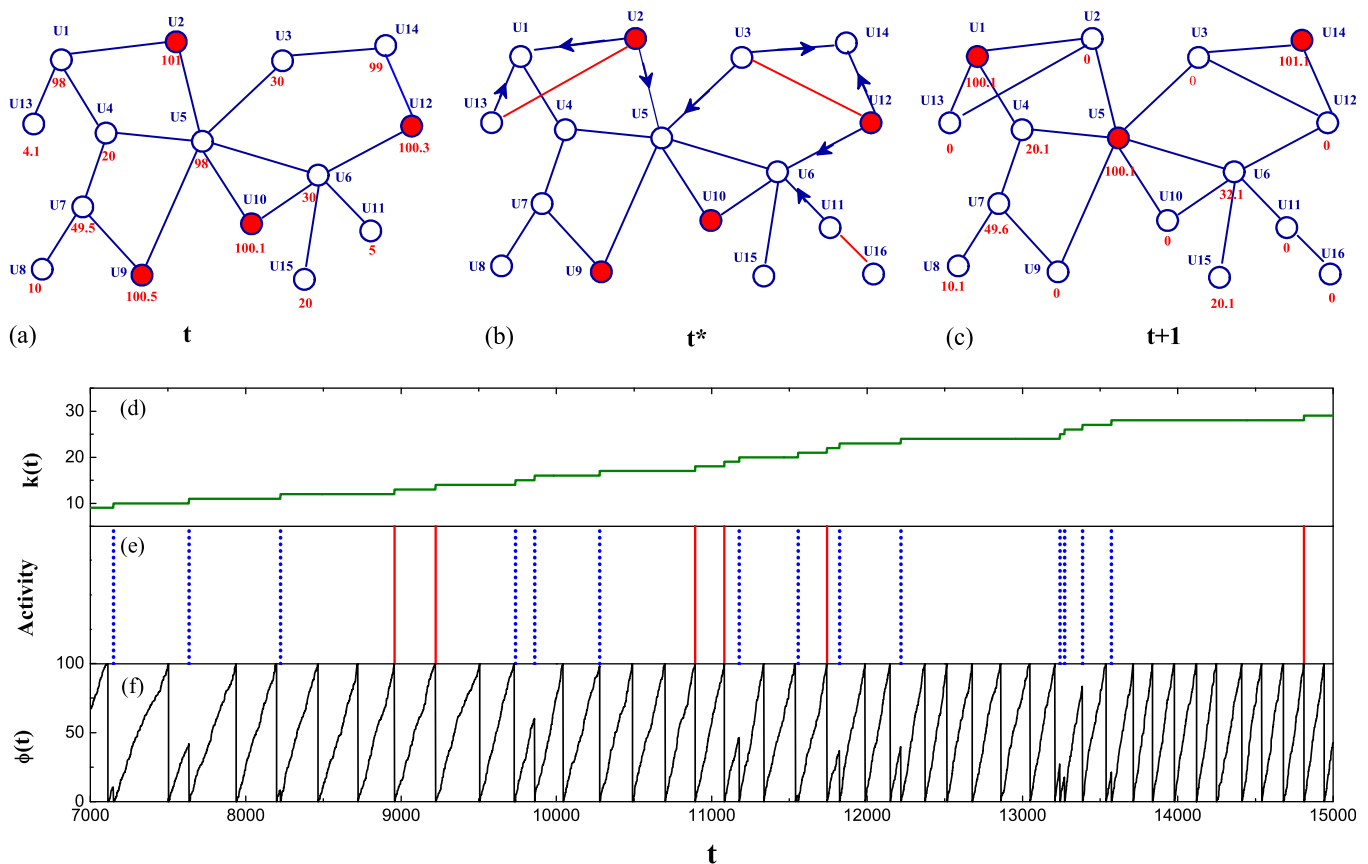 U1
U2
U3
U14
101
98
30
99
U13
U4
U5
U12
4.1
20
98
100.3
U6
30
U7
U10
U11
49.5
100.1
5
U8
U9
U15
10
100.5
20
(a)
t
U1
U2
U3
U14
U13
U4
U5
U12
U6
U7
U10
U11
U8
U9
U15
U16
(b)
t*
U1
U2
U3
U14
100.1
0
0
101.1
U13
U4
U5
U12
0
20.1
100.1
0
U6
32.1
U7
U10
U11
49.6
0
0
U8
U9
U15
U16
10.1
0
20.1
0
(c)
t+1
(d)
k(t)
30
20
10
(e)
Activity
(f)
ϕ(t)
100
50
0
7000 8000 9000 10000 11000 12000 13000 14000 15000
t